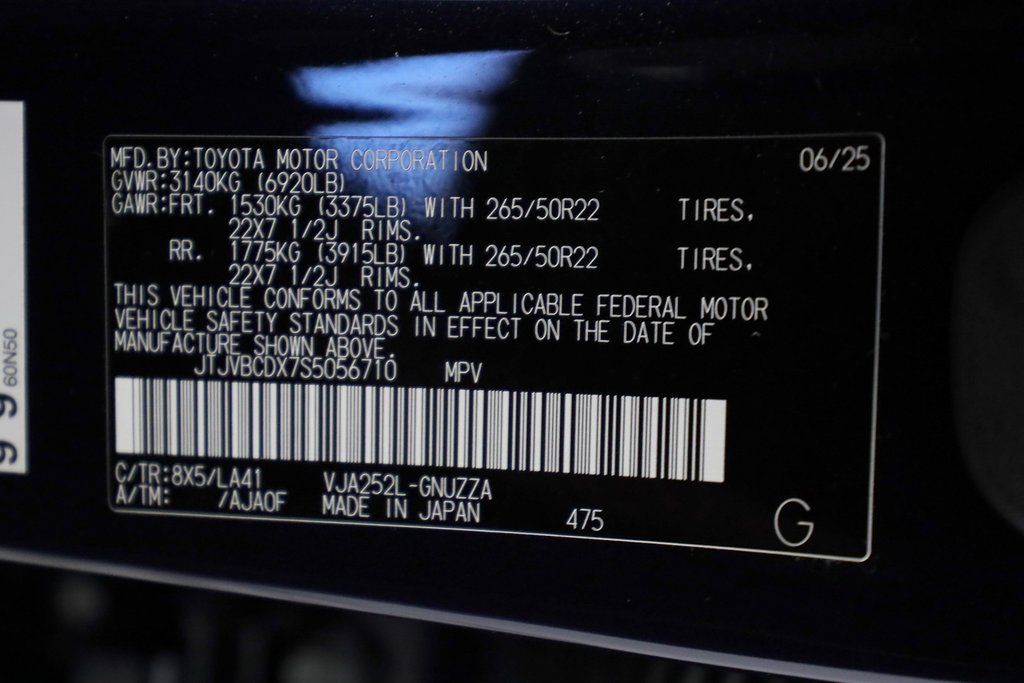 MFD.BY:TOYOTA MOTOR CORPORATION 06/25
GVWR:3140KG (6920LB)
GAWR:FRT. 1530KG (3375LB) WITH 265/50R22 TIRES,
22X7 1/2J RIMS.
RR. 1775KG (3915LB) WITH 265/50R22 TIRES,
22X7 1/2J RIMS.
THIS VEHICLE CONFORMS TO ALL APPLICABLE FEDERAL MOTOR
VEHICLE SAFETY STANDARDS IN EFFECT ON THE DATE OF
MANUFACTURE SHOWN ABOVE.
JTJVBCDX7S5056710 MPV
C/TR:8X5/LA41 VJA252L-GNUZZA
A/TM: /AJA0F MADE IN JAPAN 475 G
60N50